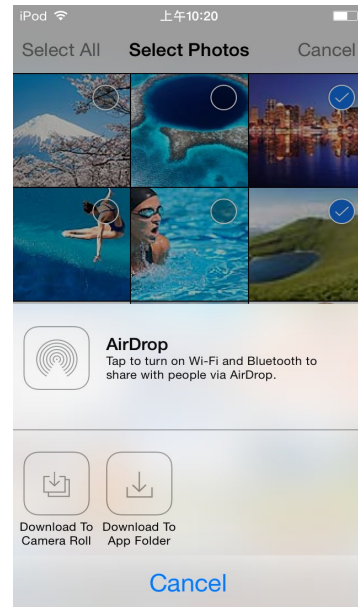 iPod 上午10:20
Select All Select Photos Cancel
AirDrop
Tap to turn on Wi-Fi and Bluetooth to
share with people via AirDrop.
Download To
Camera Roll
Download To
App Folder
Cancel